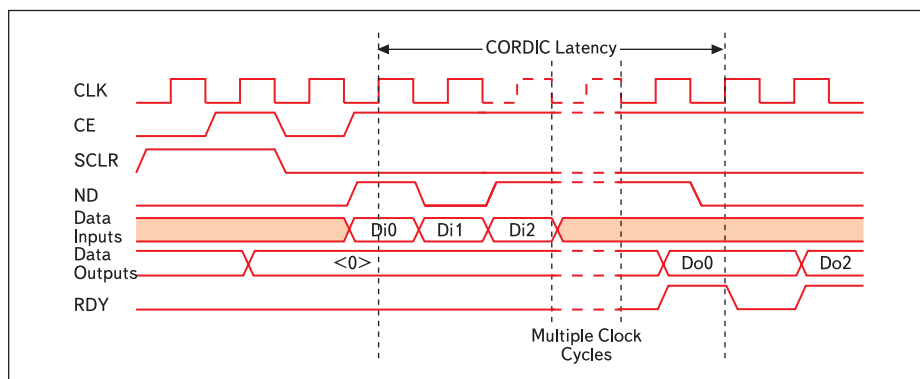 CORDIC Latency
CLK
CE
SCLR
ND
Data
Inputs
Di0 Di1 Di2
Data
Outputs
<0> Do0 Do2
RDY
Multiple Clock
Cycles